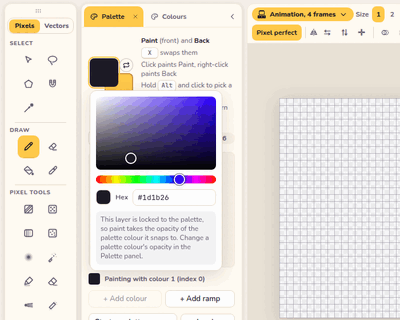 Pixels
Vectors
SELECT
DRAW
PIXEL TOOLS
Palette
Colours
Paint (front) and Back
X swaps them
Click paints Paint, right-click
paints Back
Hold Alt and click to pick a
Hex #1d1b26
This layer is locked to the palette,
so paint takes the opacity of the
palette colour it snaps to. Change a
palette colour's opacity in the
Palette panel.
Painting with colour 1 (index 0)
+ Add colour
+ Add ramp
Animation, 4 frames
Size 1 2
Pixel perfect